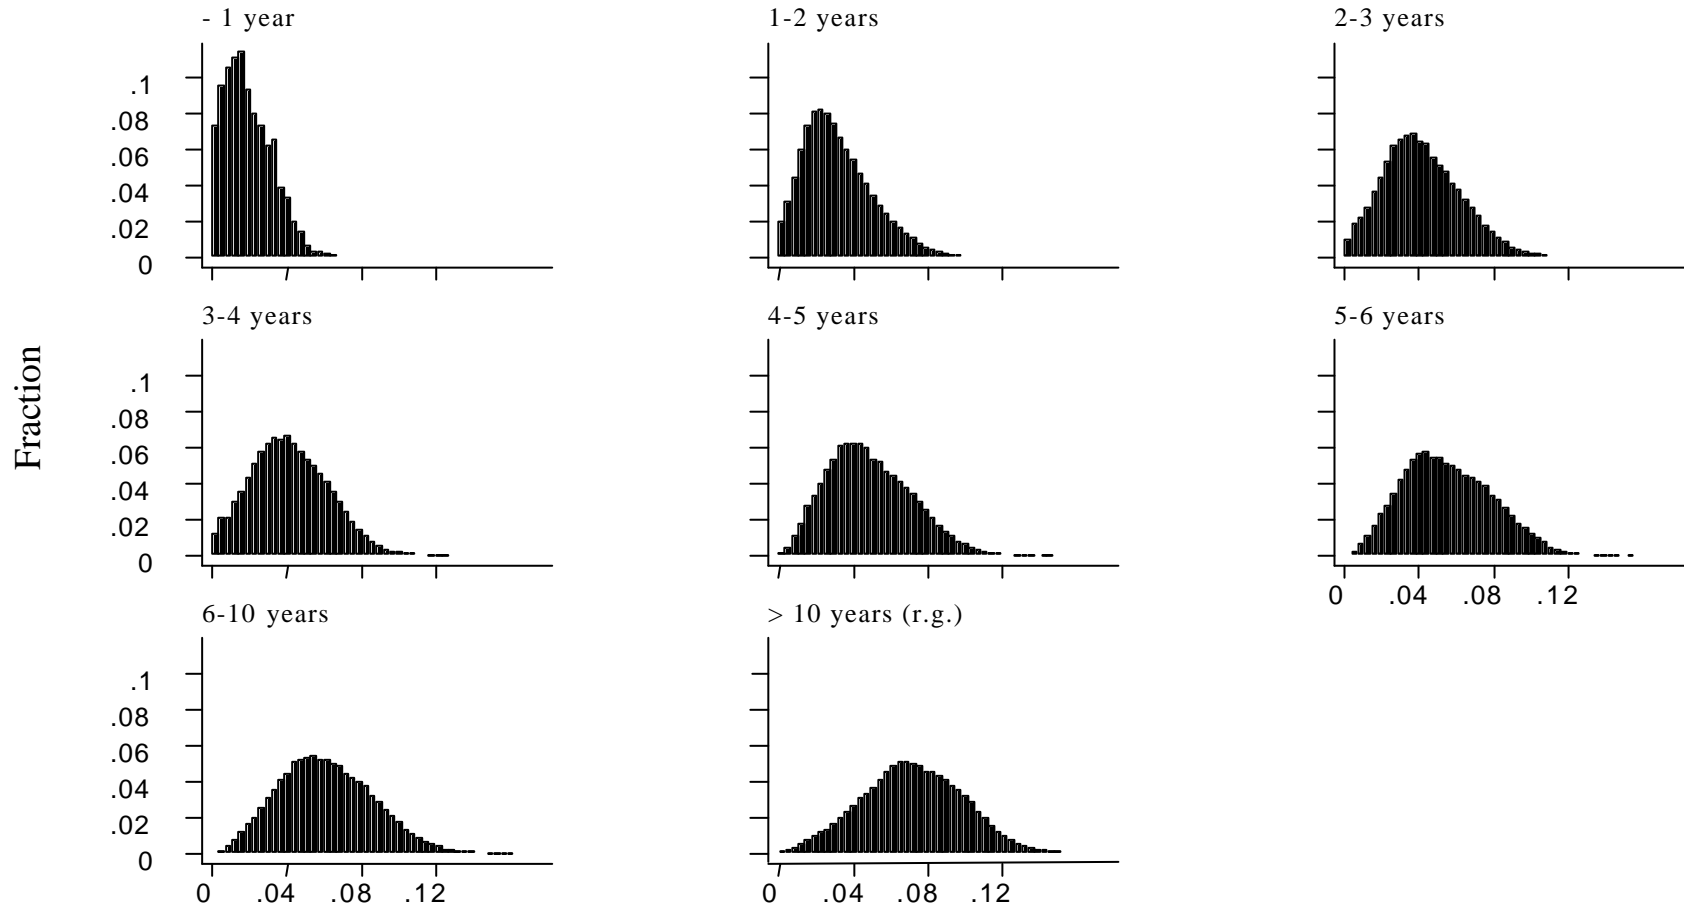 - 1 year
1-2 years
2-3 years
.1
.08
.06
.04
.02
0
3-4 years
4-5 years
5-6 years
Fraction
.1
.08
.06
.04
.02
0
0 .04 .08 .12
6-10 years
> 10 years (r.g.)
.1
.08
.06
.04
.02
0
0 .04 .08 .12
0 .04 .08 .12